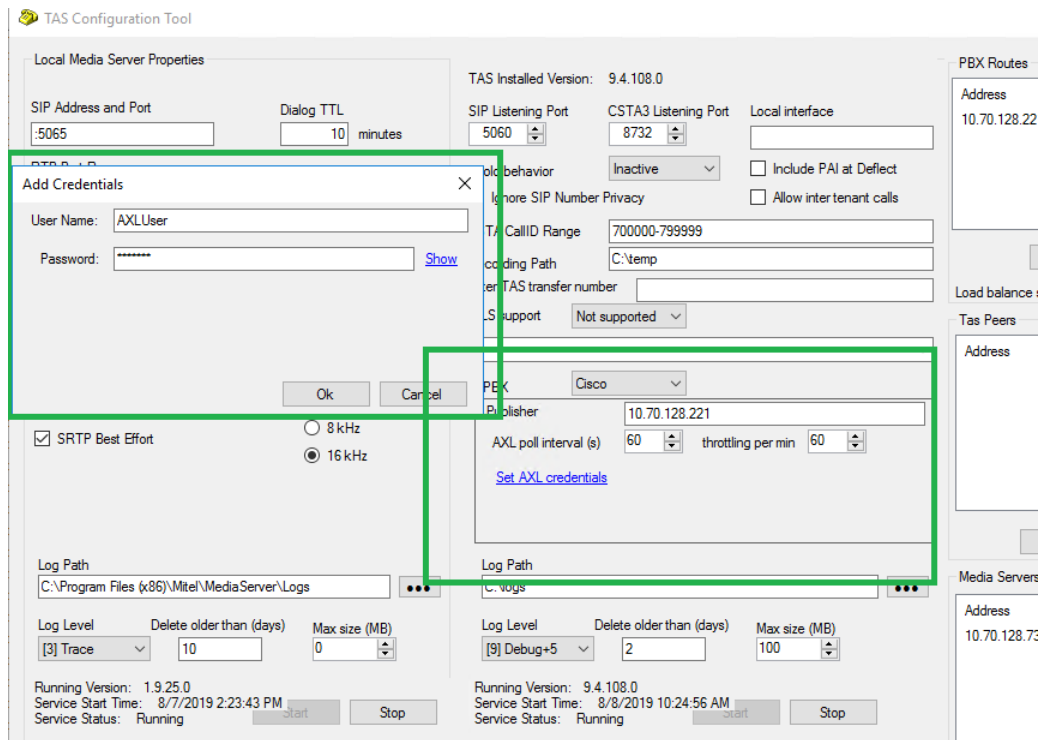 TAS Configuration Tool
Local Media Server Properties
SIP Address and Port
Dialog TTL
:5065
10 minutes
Add Credentials
User Name: AXLUser
Password: *******
Show
Ok
Cancel
SRTP Best Effort
8 kHz
16 kHz
Log Path
C:\Program Files (x86)\Mitel\MediaServer\Logs
Log Level
Delete older than (days)
Max size (MB)
[3] Trace
10
0
Running Version: 1.9.25.0
Service Start Time: 8/7/2019 2:23:43 PM
Service Status: Running
Start
Stop
TAS Installed Version: 9.4.108.0
SIP Listening Port
CSTA3 Listening Port
Local interface
5060
8732
behavior
Inactive
Include PAI at Deflect
Ignore SIP Number Privacy
Allow inter tenant calls
CallID Range
700000-799999
Path
C:\temp
TAS transfer number
support
Not supported
PBX
Cisco
Publisher
10.70.128.221
AXL poll interval (s)
60
throttling per min
60
Set AXL credentials
Log Path
C:\logs
Log Level
Delete older than (days)
Max size (MB)
[9] Debug+5
2
100
Running Version: 9.4.108.0
Service Start Time: 8/8/2019 10:24:56 AM
Service Status: Running
Start
Stop
PBX Routes
Address
10.70.128.22
Load balance
Tas Peers
Address
Media Servers
Address
10.70.128.73